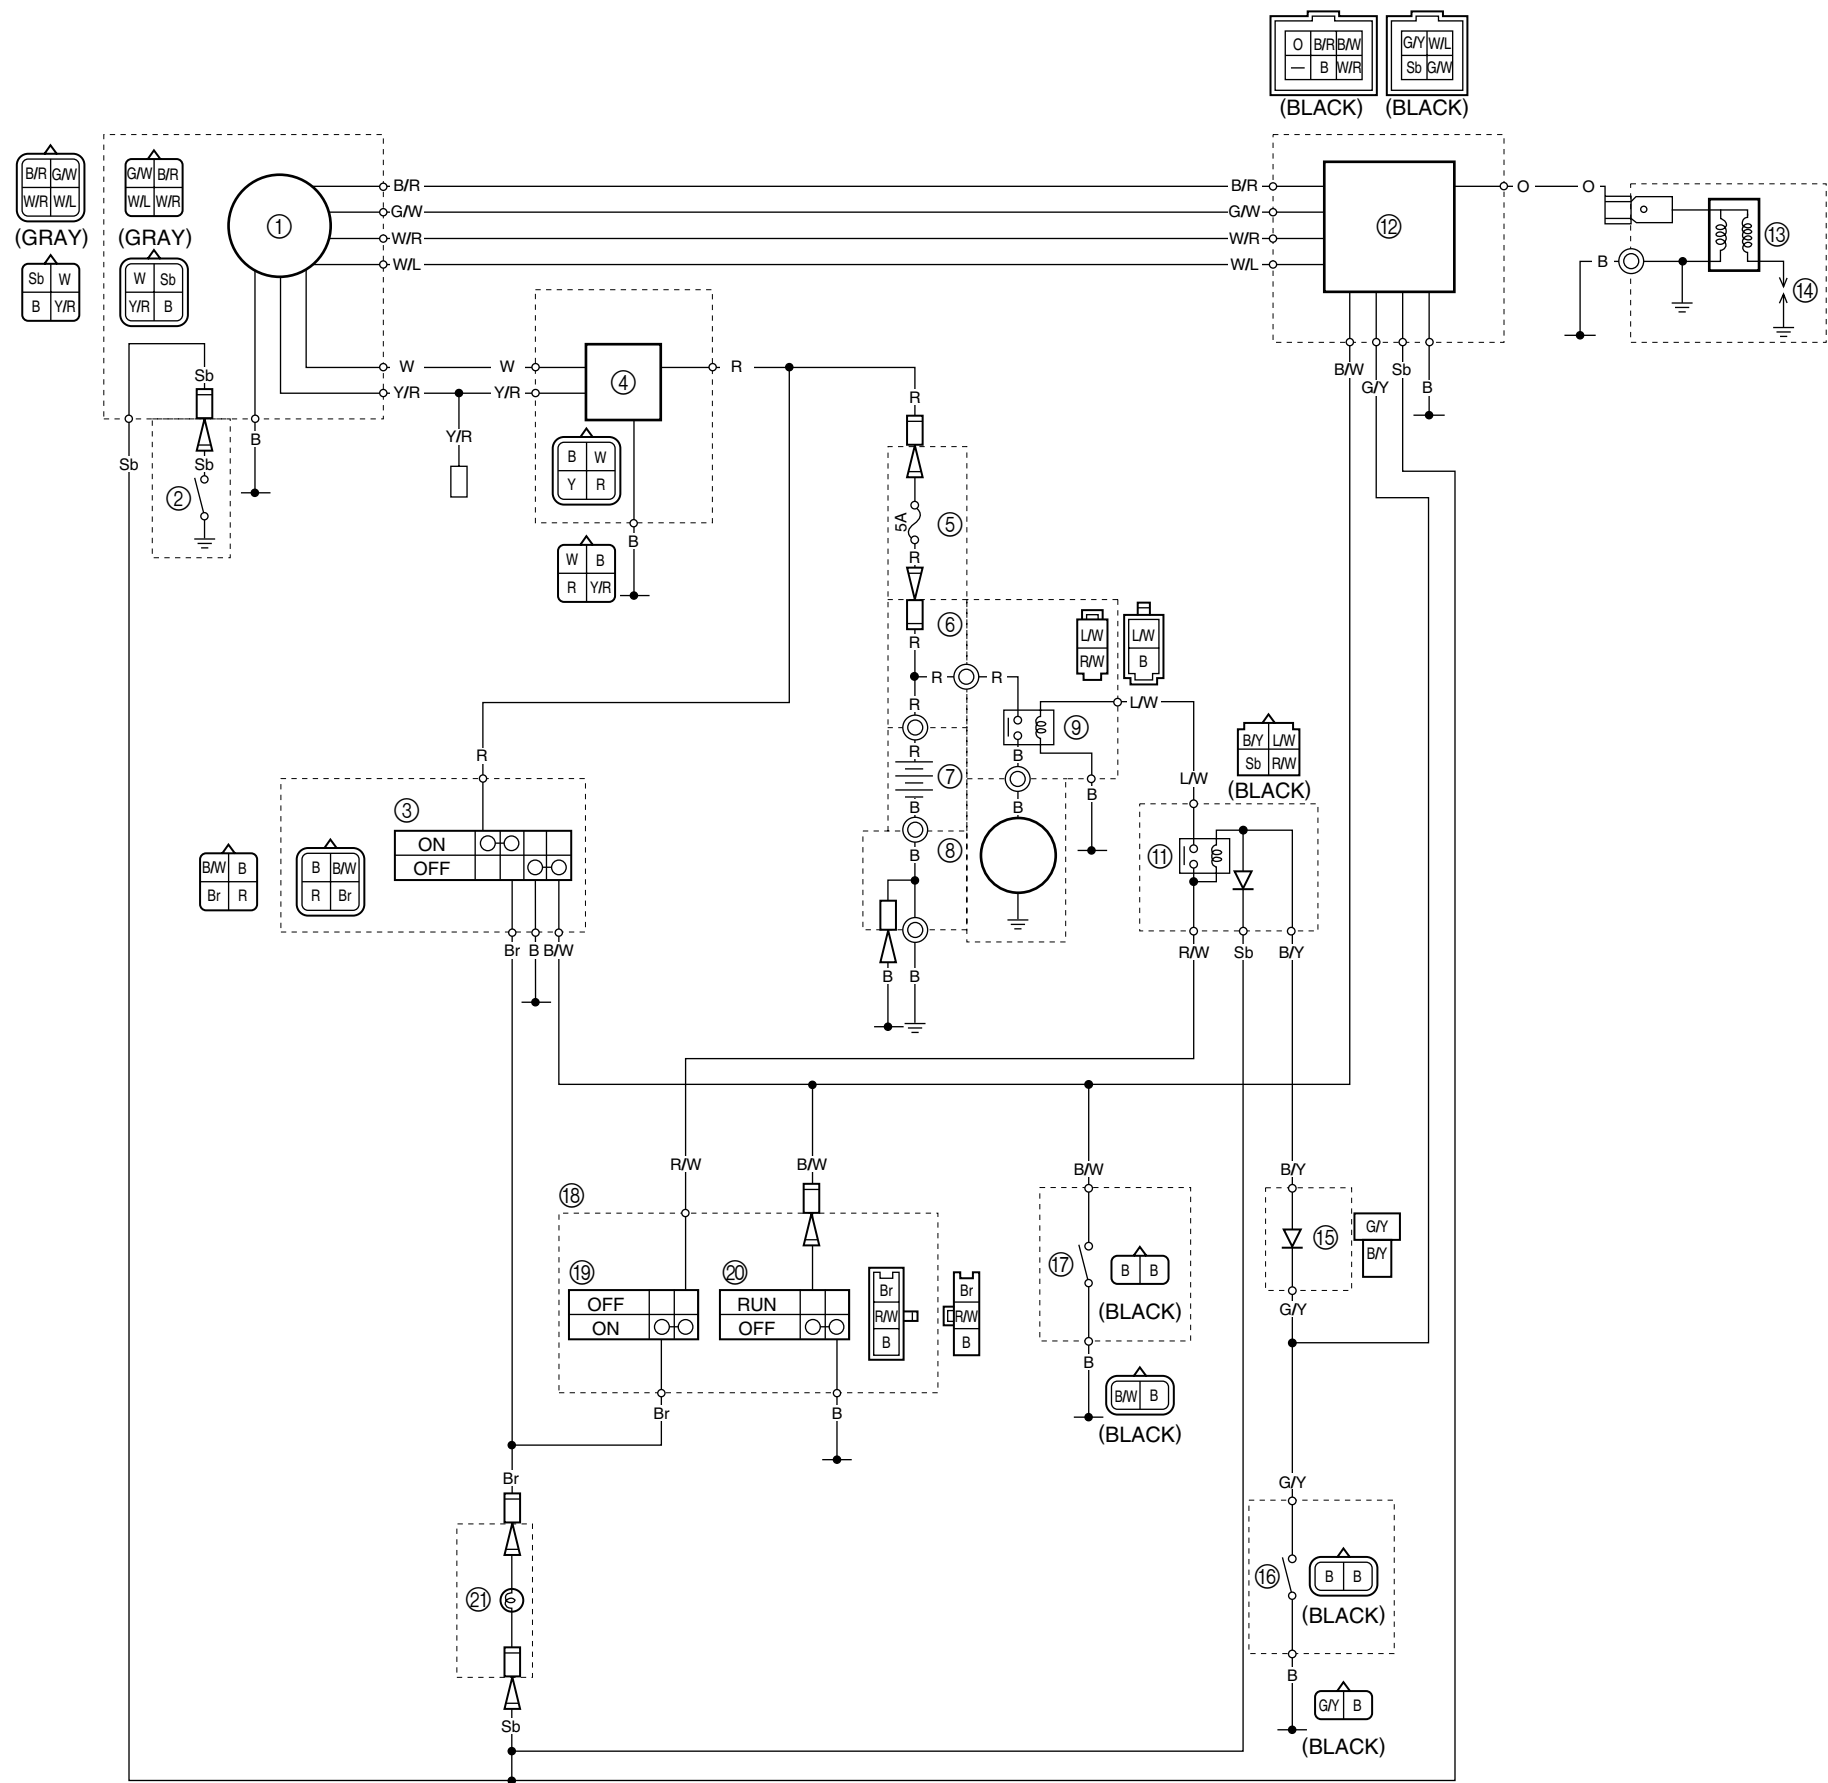 O B/R B/W
— B W/R
(BLACK)
G/Y W/L
Sb G/W
(BLACK)
B/R G/W
W/R W/L
(GRAY)
G/W B/R
W/L W/R
(GRAY)
Sb W
B Y/R
W Sb
Y/R B
1
B/R B/R
G/W G/W
W/R W/R
W/L W/L
12
O O
13
B
14
W W
Y/R Y/R
4
R
B/W
G/Y
Sb
B
Sb
Sb
Sb
2
B
Y/R
B W
Y R
B
W B
R Y/R
R
5A
5
R
6
R
R R
R
R
7
B
8
B
B
B
L/W
R/W
L/W
B
L/W
9
B
B
B
L/W
B/Y L/W
Sb R/W
(BLACK)
11
R/W Sb B/Y
R
3
ON
OFF
B/W B
Br R
B B/W
R Br
Br B B/W
R/W
B/W
B/W
B/Y
18
19
OFF
ON
20
RUN
OFF
Br
R/W
B
Br
R/W
B
Br
B
17
B B
(BLACK)
B
B/W B
(BLACK)
15
G/Y
B/Y
G/Y
G/Y
16
B B
(BLACK)
B
G/Y B
(BLACK)
Br
21
Sb